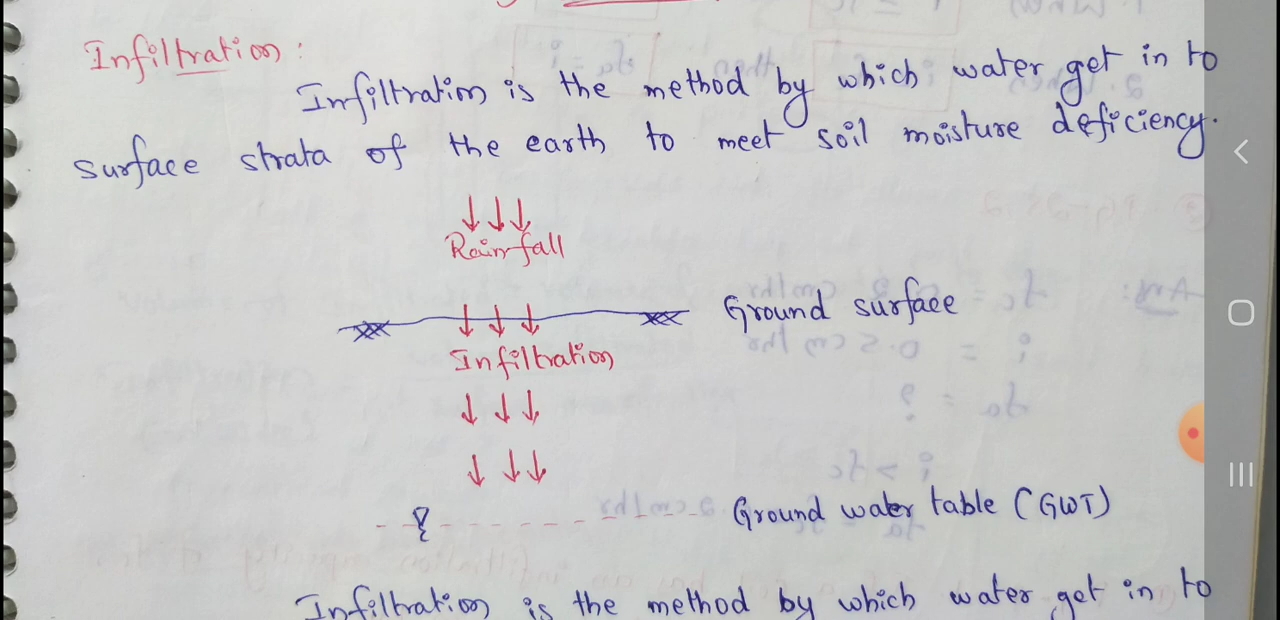 Infiltration :
Infiltration is the method by which water get in to
surface strata of the earth to meet soil moisture deficiency.
Rainfall
Ground surface
Infiltration
Ground water table (GWT)
Infiltration is the method by which water get in to